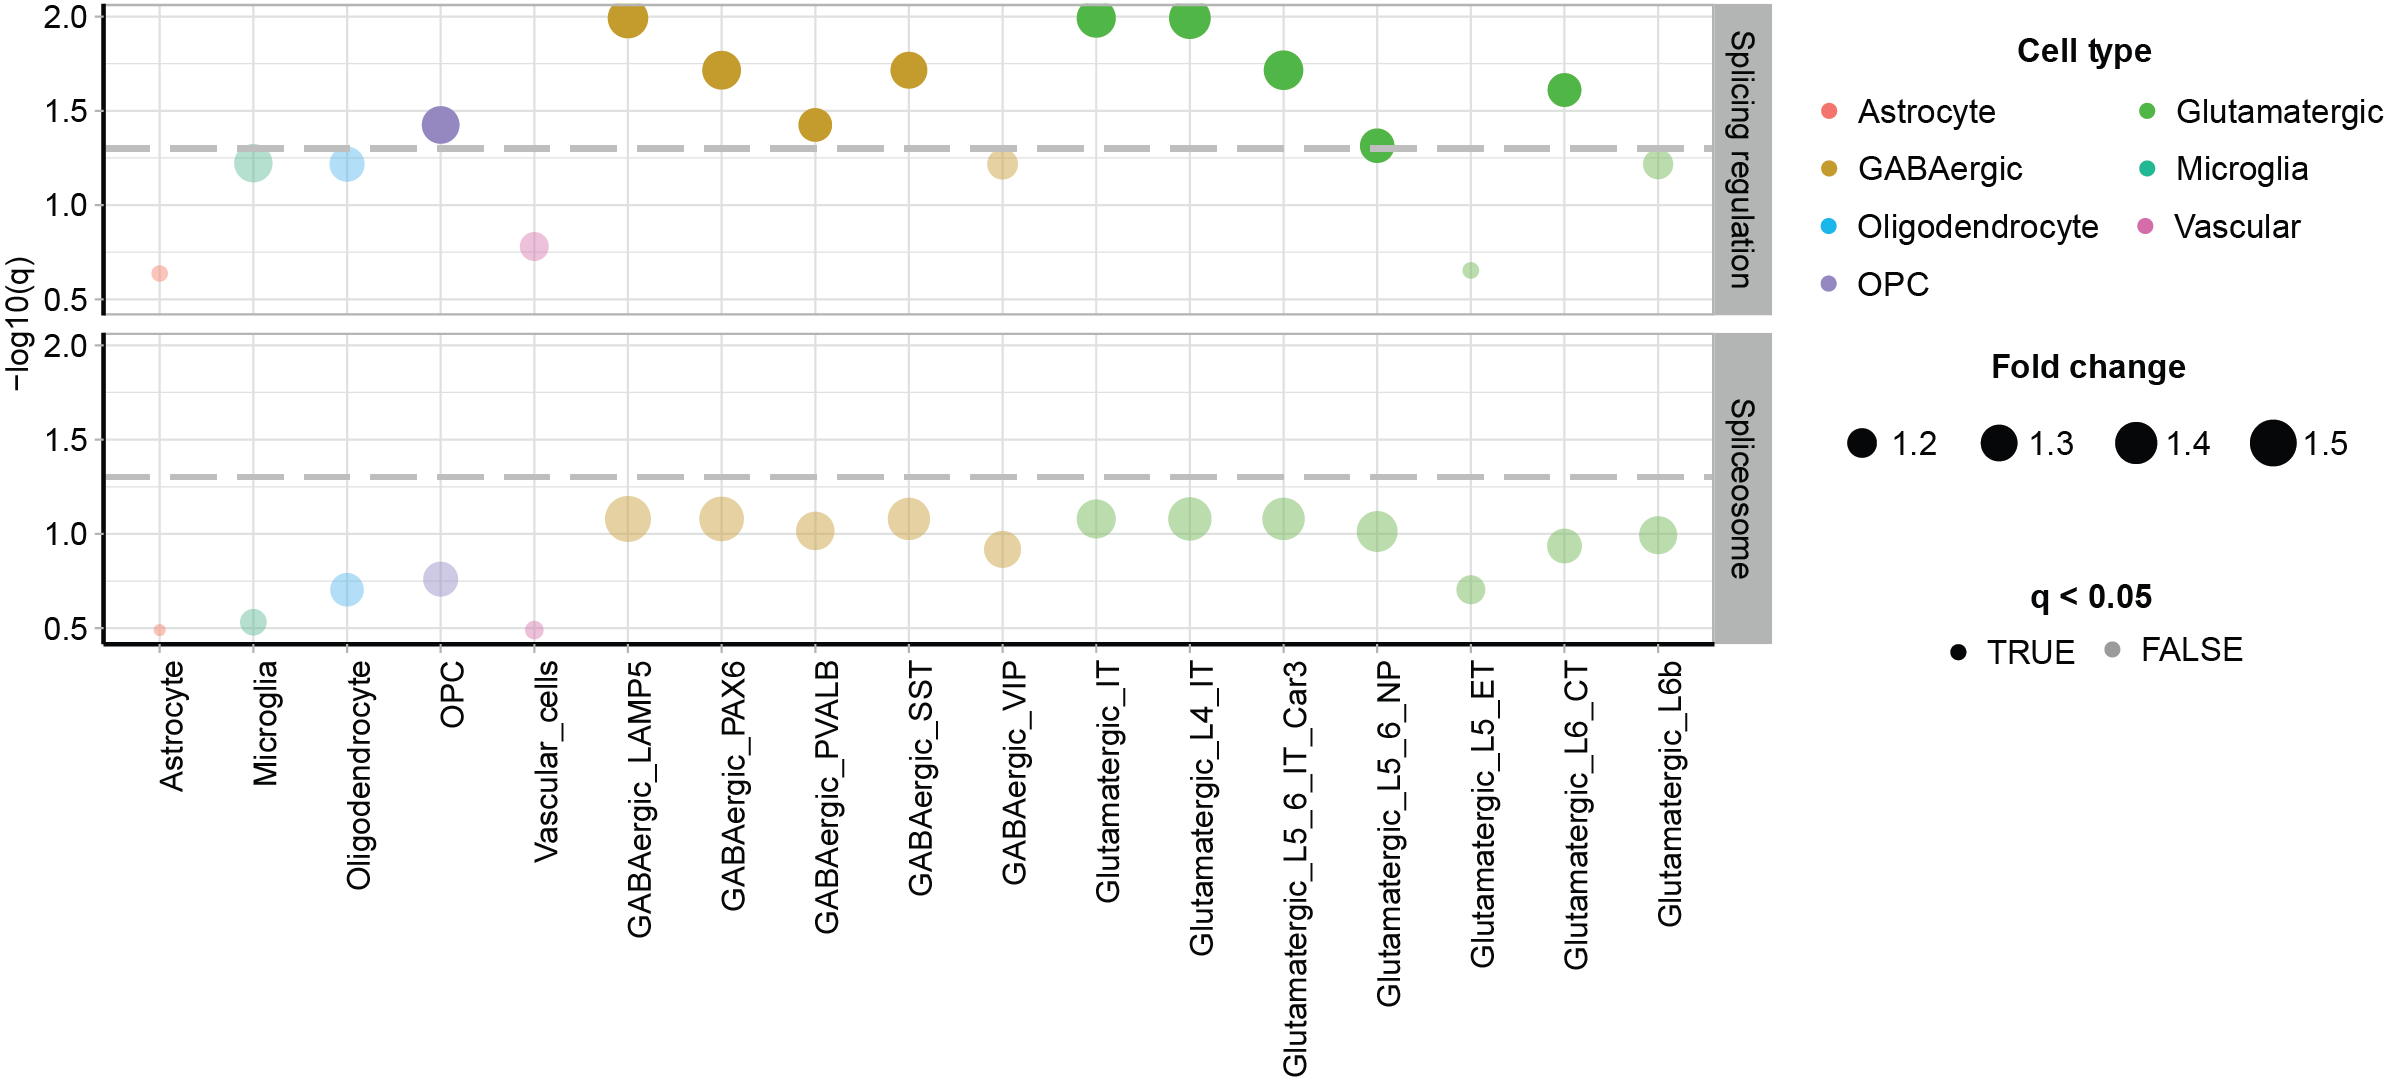 −log10(q)
2.0
1.5
1.0
0.5
Splicing regulation
2.0
1.5
1.0
0.5
Spliceosome
Astrocyte
Microglia
Oligodendrocyte
OPC
Vascular_cells
GABAergic_LAMP5
GABAergic_PAX6
GABAergic_PVALB
GABAergic_SST
GABAergic_VIP
Glutamatergic_IT
Glutamatergic_L4_IT
Glutamatergic_L5_6_IT_Car3
Glutamatergic_L5_6_NP
Glutamatergic_L5_ET
Glutamatergic_L6_CT
Glutamatergic_L6b
Cell type
Astrocyte Glutamatergic
GABAergic Microglia
Oligodendrocyte Vascular
OPC
Fold change
1.2 1.3 1.4 1.5
q < 0.05
TRUE FALSE